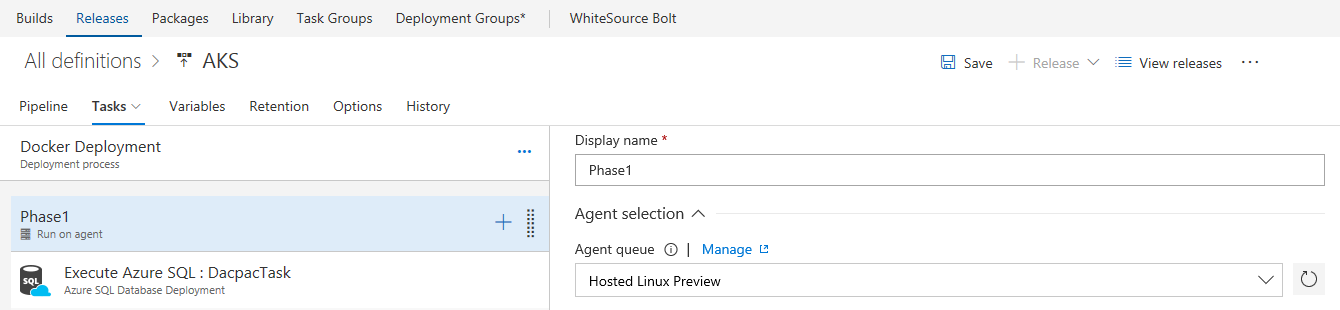 Builds Releases Packages Library Task Groups Deployment Groups* WhiteSource Bolt
All definitions > AKS Save Release View releases ...
Pipeline Tasks Variables Retention Options History
Docker Deployment
Deployment process
...
Phase1
Run on agent
SQL
Execute Azure SQL : DacpacTask
Azure SQL Database Deployment
Display name *
Phase1
Agent selection
Agent queue | Manage
Hosted Linux Preview